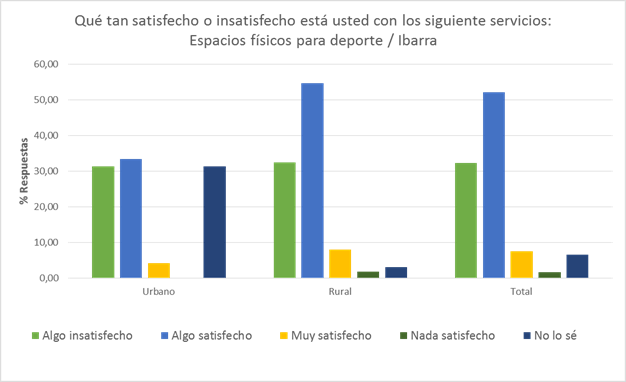 Qué tan satisfecho o insatisfecho está usted con los siguiente servicios:
Espacios físicos para deporte / Ibarra
60,00
50,00
40,00
30,00
20,00
10,00
0,00
% Respuestas
Urbano Rural Total
Algo insatisfecho Algo satisfecho Muy satisfecho Nada satisfecho No lo sé